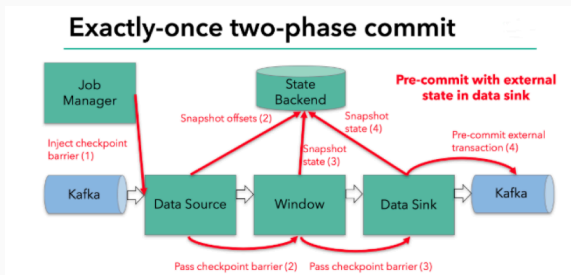 Exactly-once two-phase commit
Job
Manager
State
Backend
Pre-commit with external
state in data sink
Snapshot offsets (2)
Snapshot
state (4)
Inject checkpoint
barrier (1)
Snapshot
state (3)
Pre-commit external
transaction (4)
Kafka
Data Source
Window
Data Sink
Kafka
Pass checkpoint barrier (2)
Pass checkpoint barrier (3)